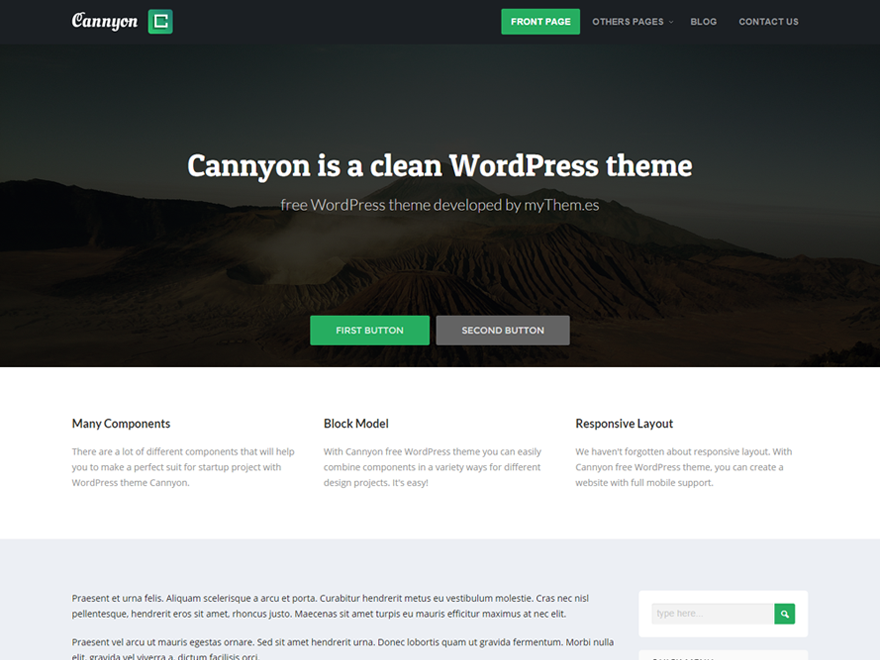 Cannyon
FRONT PAGE
OTHERS PAGES
BLOG
CONTACT US
Cannyon is a clean WordPress theme
free WordPress theme developed by myThem.es
FIRST BUTTON
SECOND BUTTON
Many Components
There are a lot of different components that will help
you to make a perfect suit for startup project with
WordPress theme Cannyon.
Block Model
With Cannyon free WordPress theme you can easily
combine components in a variety ways for different
design projects. It's easy!
Responsive Layout
We haven't forgotten about responsive layout. With
Cannyon free WordPress theme, you can create a
website with full mobile support.
Praesent et urna felis. Aliquam scelerisque a arcu et porta. Curabitur hendrerit metus eu vestibulum molestie. Cras nec nisl
pellentesque, hendrerit eros sit amet, rhoncus justo. Maecenas sit amet turpis eu mauris efficitur maximus at nec elit.
Praesent vel arcu ut mauris egestas ornare. Sed sit amet hendrerit urna. Donec lobortis quam ut gravida fermentum. Morbi nulla
elit, gravida vel viverra a, dictum facilisis orci.
type here...